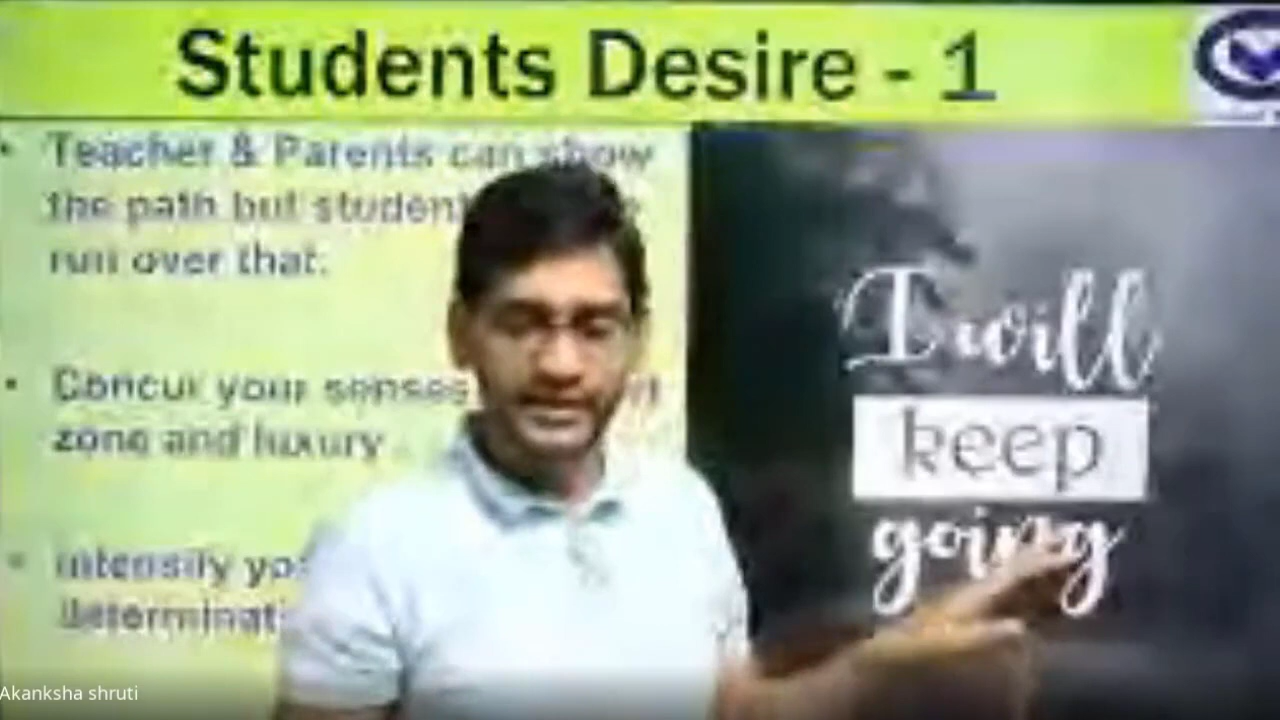 Students Desire - 1
• Teacher & Parents can show
the path but student
run over that.
• Concur your senses
zone and luxury
• intensify
Determinat
I will
keep
going
Akanksha shruti